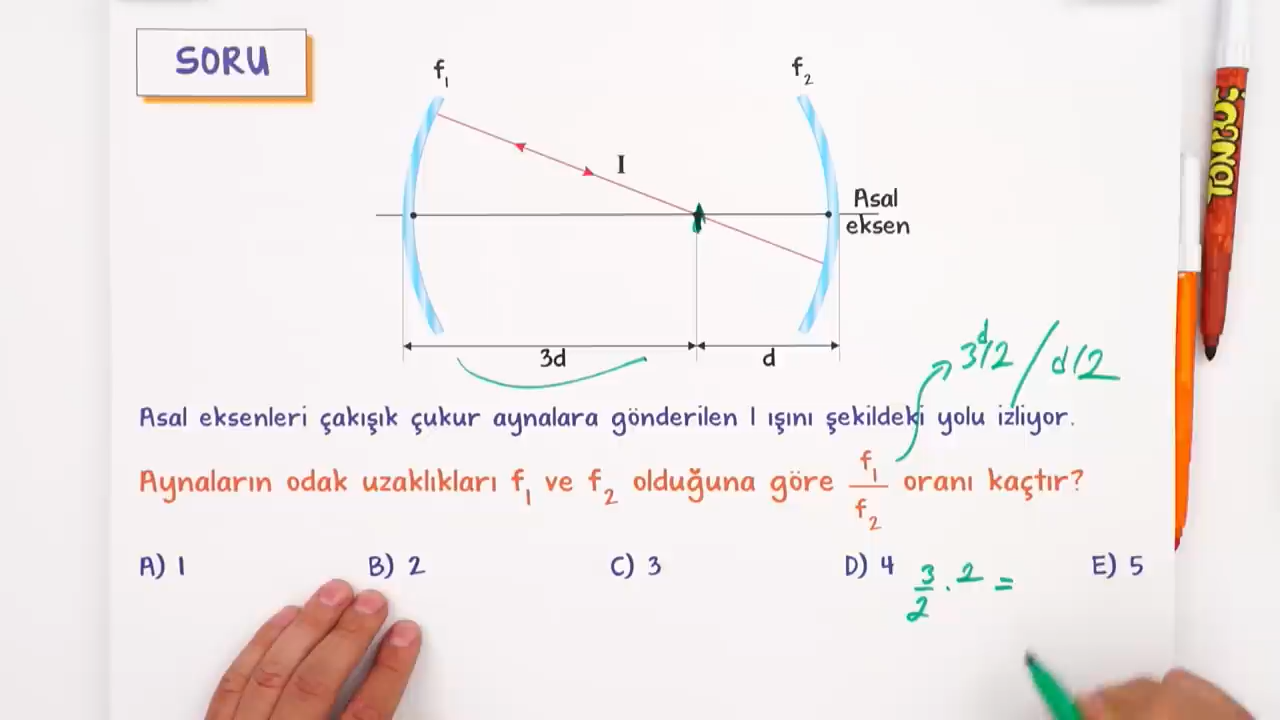 SORU
f₁
f₂
I
Asal
eksen
3d
d
3d/2 / d/2
Asal eksenleri çakışık çukur aynalara gönderilen I ışını şekildeki yolu izliyor.
Aynaların odak uzaklıkları f₁ ve f₂ olduğuna göre f₁/f₂ oranı kaçtır?
A) 1 B) 2 C) 3 D) 4 E) 5
3/2 . 2 =
TONGUÇ